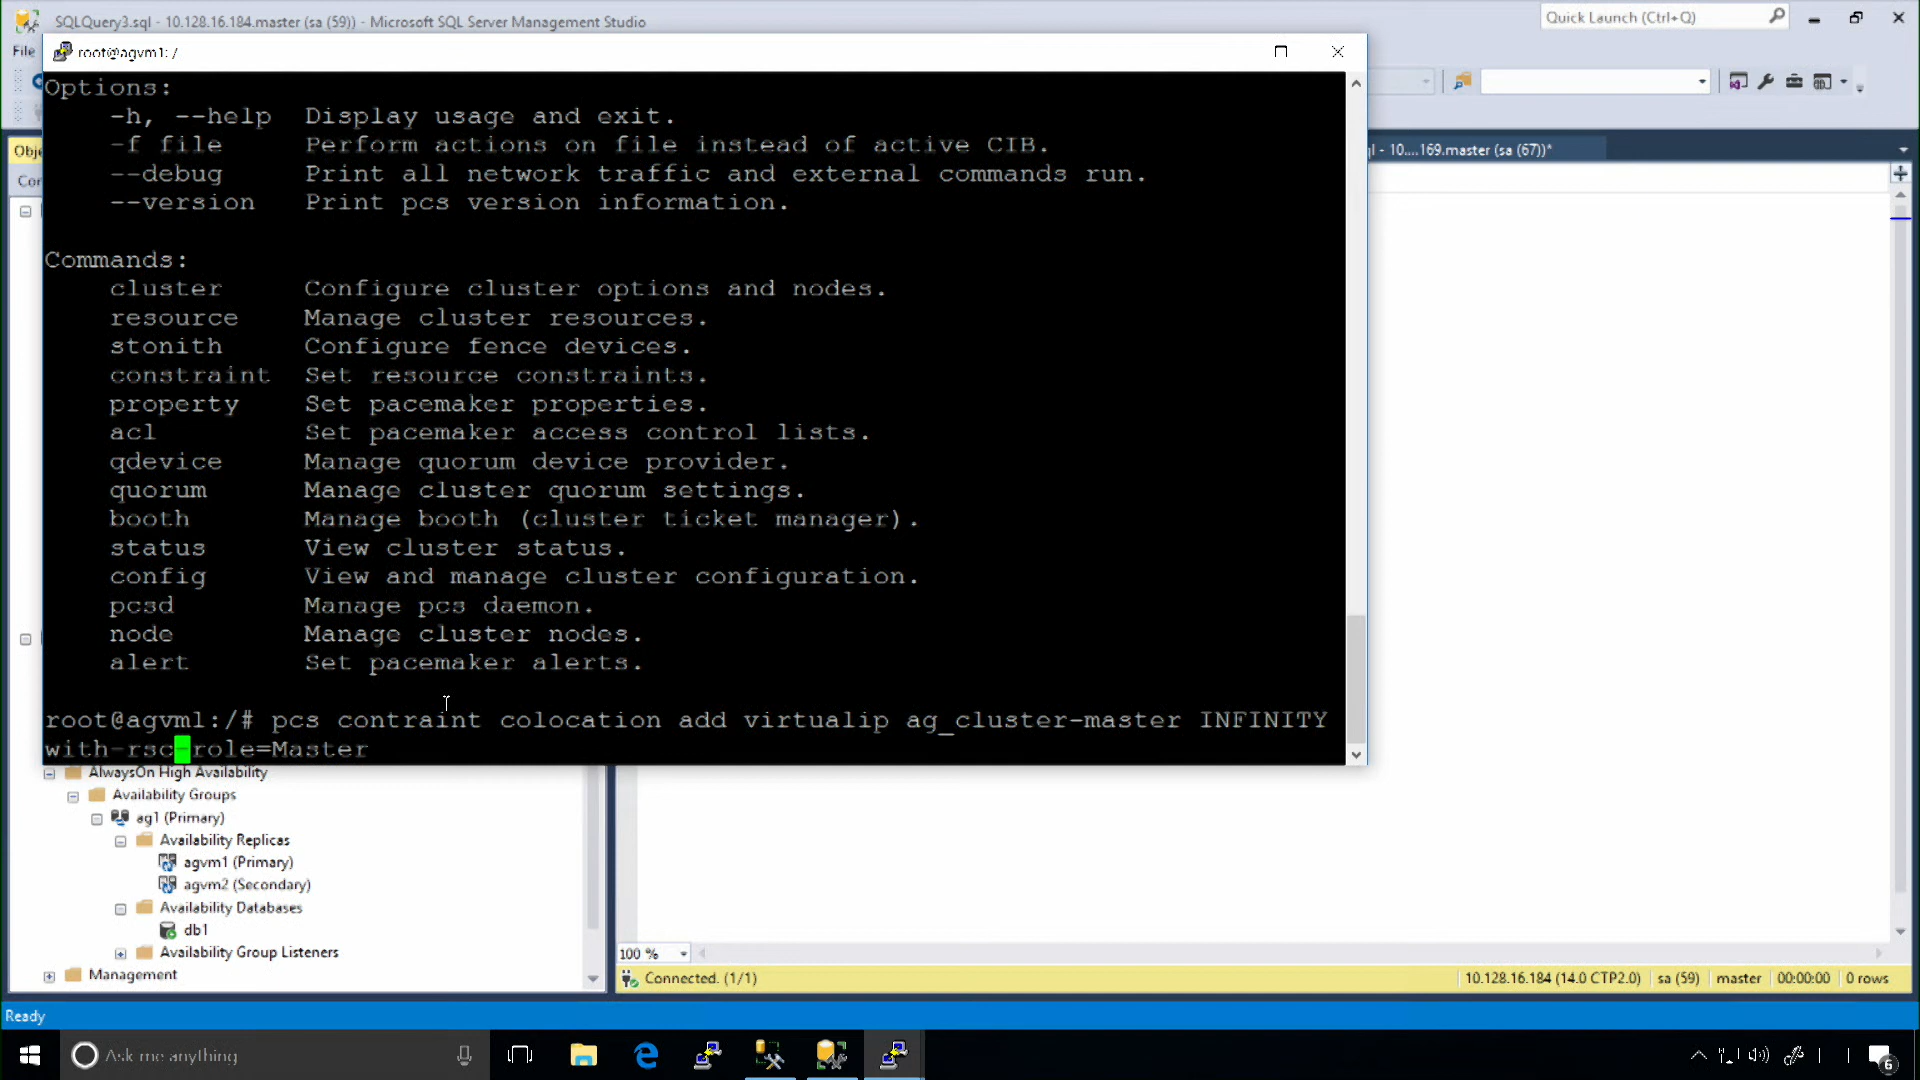 SQLQuery3.sql - 10.128.16.184.master (sa (59)) - Microsoft SQL Server Management Studio
Quick Launch (Ctrl+Q)
File
root@agvm1: /
Options:
-h, --help Display usage and exit.
-f file Perform actions on file instead of active CIB.
--debug Print all network traffic and external commands run.
--version Print pcs version information.
Commands:
cluster Configure cluster options and nodes.
resource Manage cluster resources.
stonith Configure fence devices.
constraint Set resource constraints.
property Set pacemaker properties.
acl Set pacemaker access control lists.
qdevice Manage quorum device provider.
quorum Manage cluster quorum settings.
booth Manage booth (cluster ticket manager).
status View cluster status.
config View and manage cluster configuration.
pcsd Manage pcs daemon.
node Manage cluster nodes.
alert Set pacemaker alerts.
root@agvm1:/# pcs contraint colocation add virtualip ag_cluster-master INFINITY
with-rsc-role=Master
Obje
Con
ql - 10....169.master (sa (67))*
AlwaysOn High Availability
Availability Groups
ag1 (Primary)
Availability Replicas
agvm1 (Primary)
agvm2 (Secondary)
Availability Databases
db1
Availability Group Listeners
Management
100 %
Connected. (1/1)
10.128.16.184 (14.0 CTP2.0)
sa (59)
master
00:00:00
0 rows
Ready
Ask me anything
6